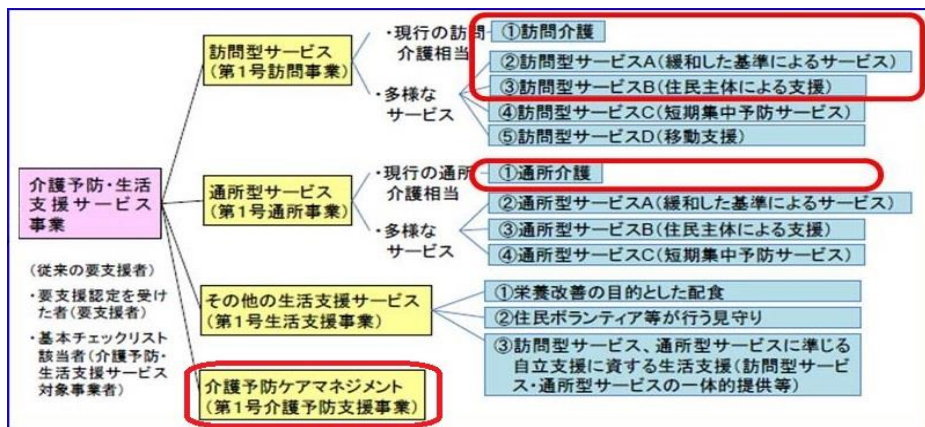 訪問型サービス
(第1号訪問事業)
・現行の訪問
介護相当
①訪問介護
②訪問型サービスA(緩和した基準によるサービス)
・多様な
サービス
③訪問型サービスB(住民主体による支援)
④訪問型サービスC(短期集中予防サービス)
⑤訪問型サービスD(移動支援)
介護予防・生活
支援サービス
事業
通所型サービス
(第1号通所事業)
・現行の通所
介護相当
①通所介護
②通所型サービスA(緩和した基準によるサービス)
・多様な
サービス
③通所型サービスB(住民主体による支援)
④通所型サービスC(短期集中予防サービス)
(従来の要支援者)
・要支援認定を受け
た者(要支援者)
・基本チェックリスト
該当者(介護予防・
生活支援サービス
対象事業者)
その他の生活支援サービス
(第1号生活支援事業)
①栄養改善の目的とした配食
②住民ボランティア等が行う見守り
③訪問型サービス、通所型サービスに準じる
自立支援に資する生活支援(訪問型サービ
ス・通所型サービスの一体的提供等)
介護予防ケアマネジメント
(第1号介護予防支援事業)